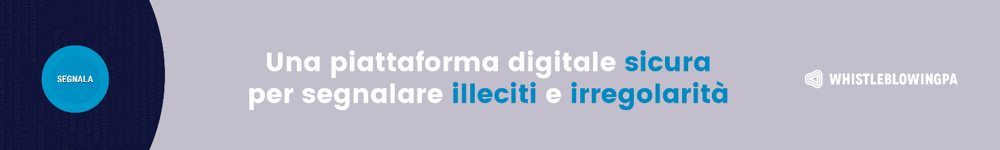 SEGNALA
Una piattaforma digitale sicura
per segnalare illeciti e irregolarità
WHISTLEBLOWINGPA